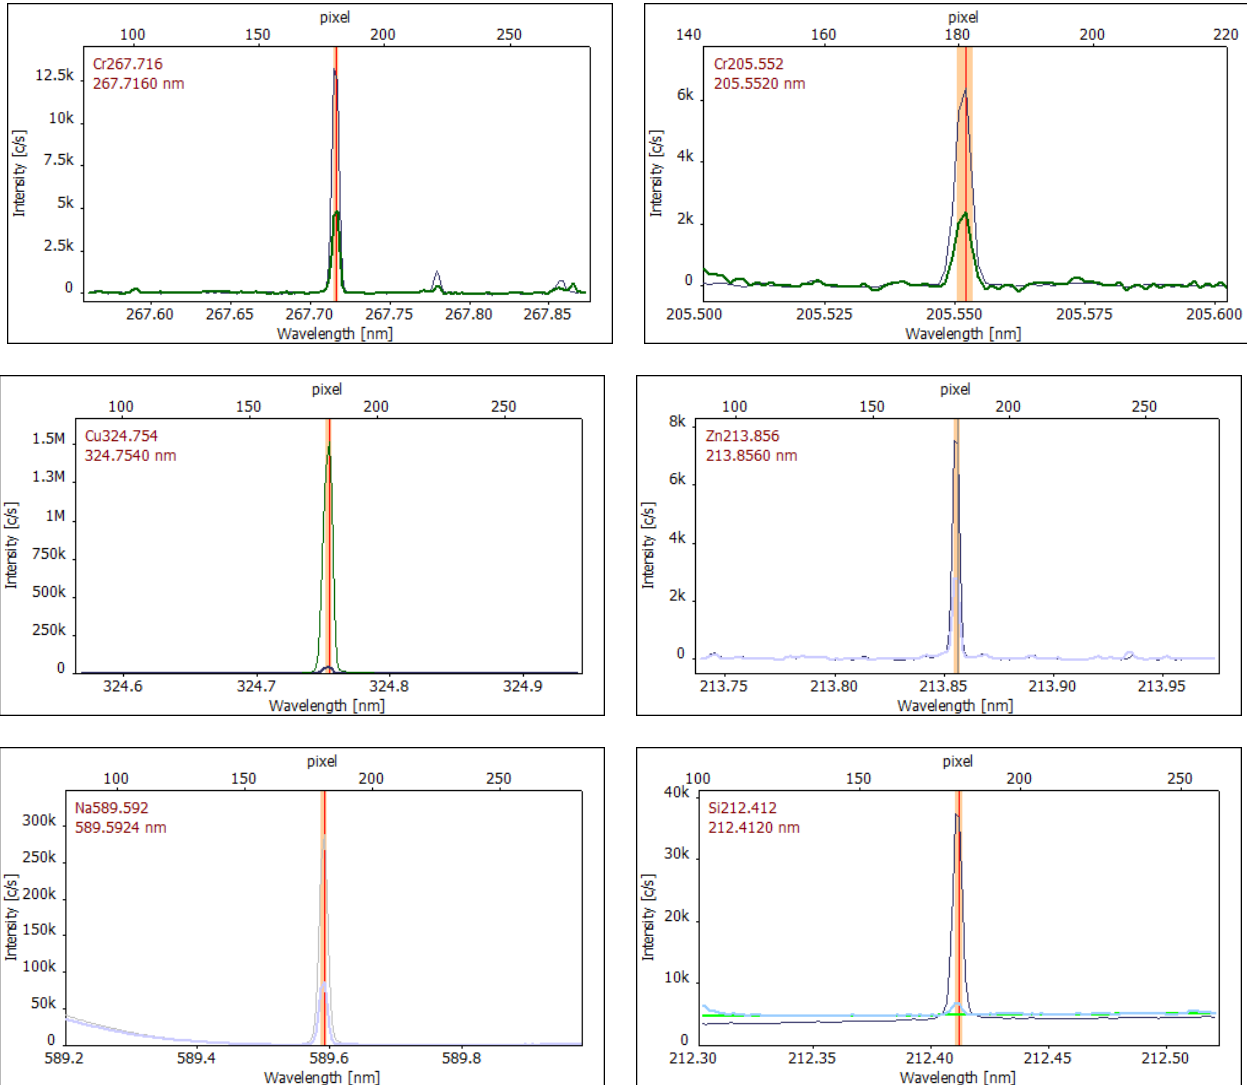 pixel
100 150 200 250
Cr267.716
267.7160 nm
12.5k
10k
7.5k
5k
2.5k
0
Intensity [c/s]
267.60 267.65 267.70 267.75 267.80 267.85
Wavelength [nm]
pixel
140 160 180 200 220
Cr205.552
205.5520 nm
6k
4k
2k
0
Intensity [c/s]
205.500 205.525 205.550 205.575 205.600
Wavelength [nm]
pixel
100 150 200 250
Cu324.754
324.7540 nm
1.5M
1.3M
1M
750k
500k
250k
0
Intensity [c/s]
324.6 324.7 324.8 324.9
Wavelength [nm]
pixel
100 150 200 250
Zn213.856
213.8560 nm
8k
6k
4k
2k
0
Intensity [c/s]
213.75 213.80 213.85 213.90 213.95
Wavelength [nm]
pixel
100 150 200 250
Na589.592
589.5924 nm
300k
250k
200k
150k
100k
50k
0
Intensity [c/s]
589.2 589.4 589.6 589.8
Wavelength [nm]
pixel
100 150 200 250
Si212.412
212.4120 nm
40k
30k
20k
10k
0
Intensity [c/s]
212.30 212.35 212.40 212.45 212.50
Wavelength [nm]